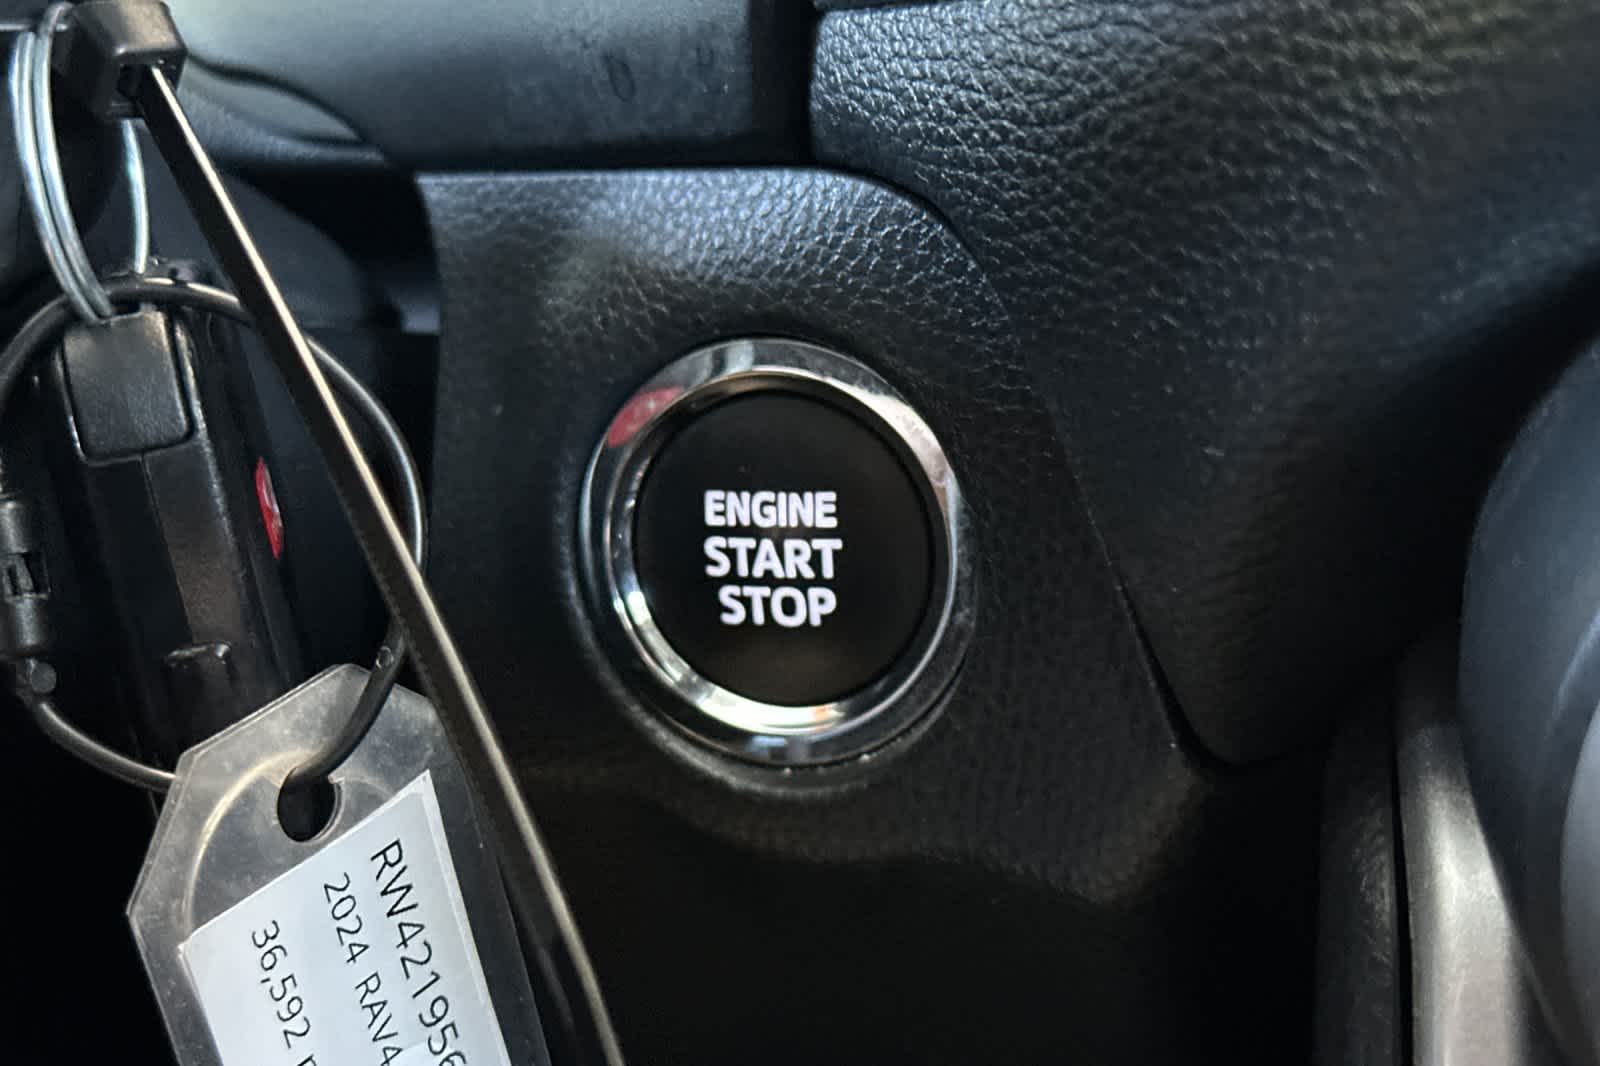 ENGINE
START
STOP
RW421956
2024 RAV4
36,592